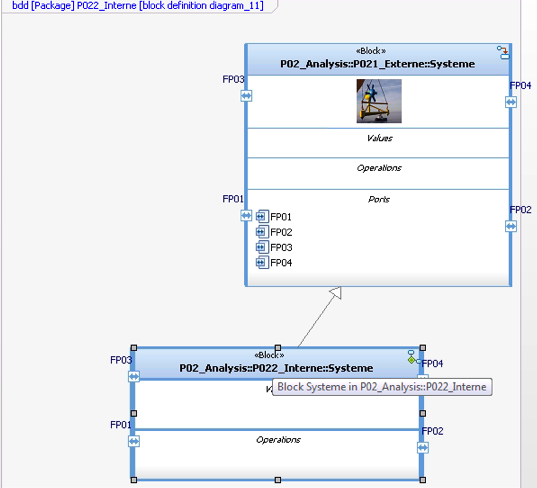 bdd [Package] P022_Interne [block definition diagram_11]
«Block»
P02_Analysis::P021_Externe::Systeme
FP03
FP04
Values
Operations
FP01
Ports
FP02
FP01
FP02
FP03
FP04
«Block»
P02_Analysis::P022_Interne::Systeme
FP03
FP04
Block Systeme in P02_Analysis::P022_Interne
FP01
FP02
Operations